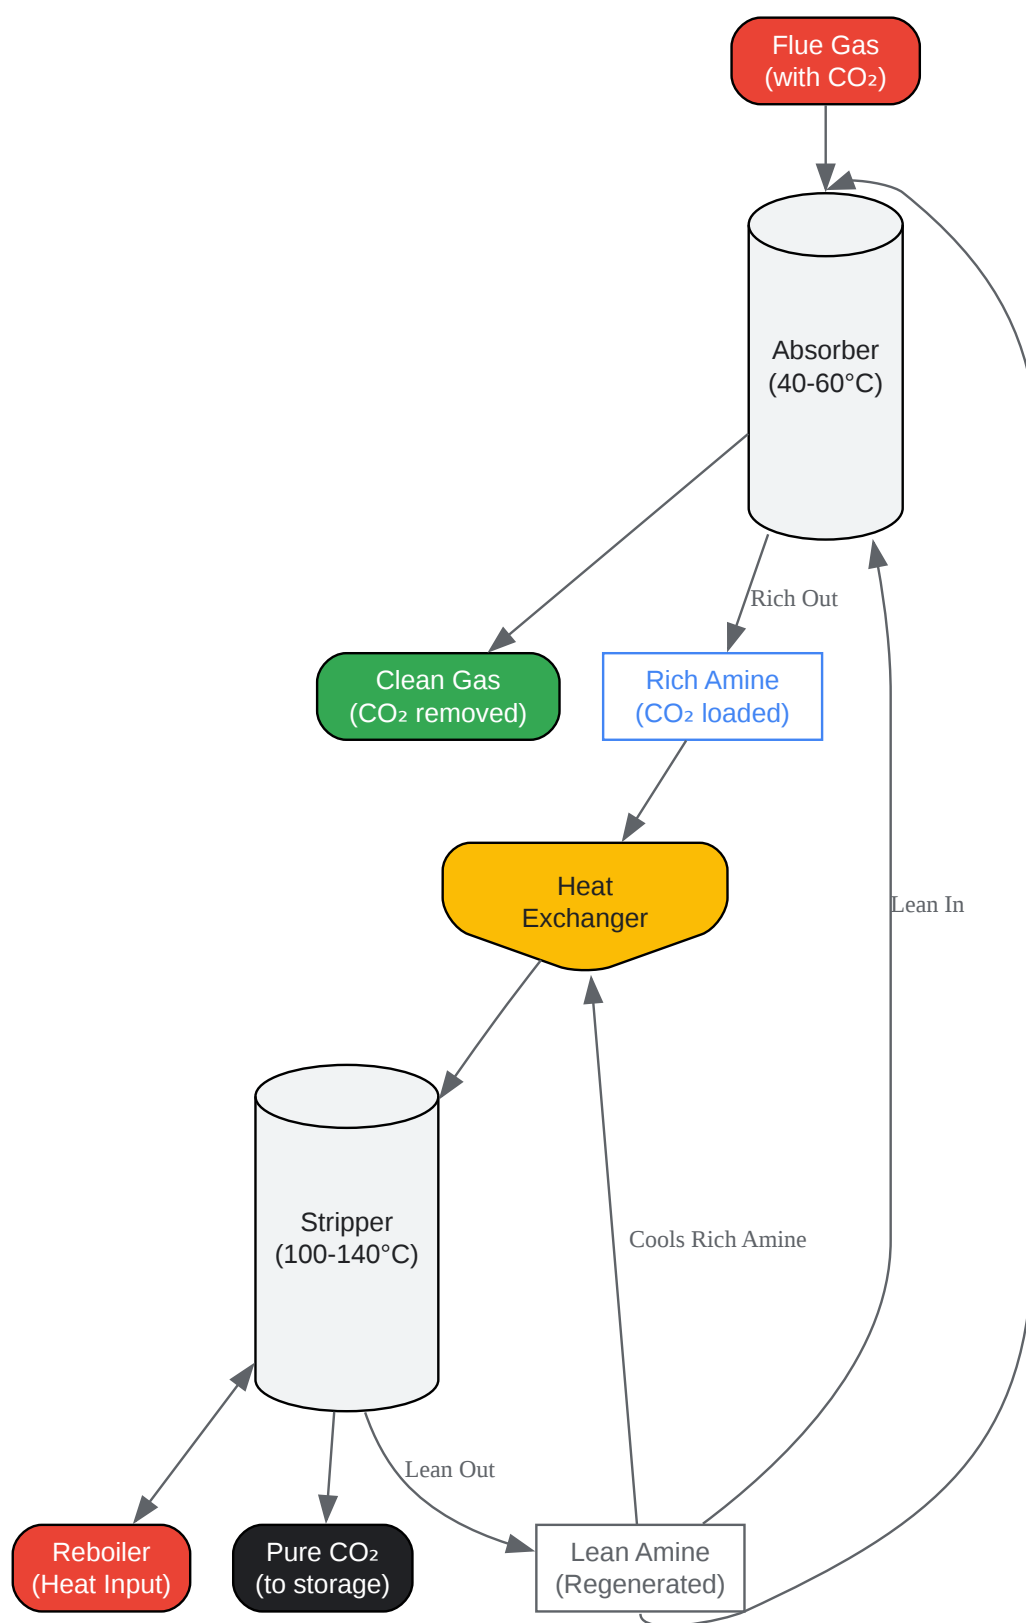 Flue Gas
(with CO₂)
Absorber
(40-60°C)
Rich Out
Clean Gas
(CO₂ removed)
Rich Amine
(CO₂ loaded)
Heat
Exchanger
Lean In
Stripper
(100-140°C)
Cools Rich Amine
Lean Out
Reboiler
(Heat Input)
Pure CO₂
(to storage)
Lean Amine
(Regenerated)